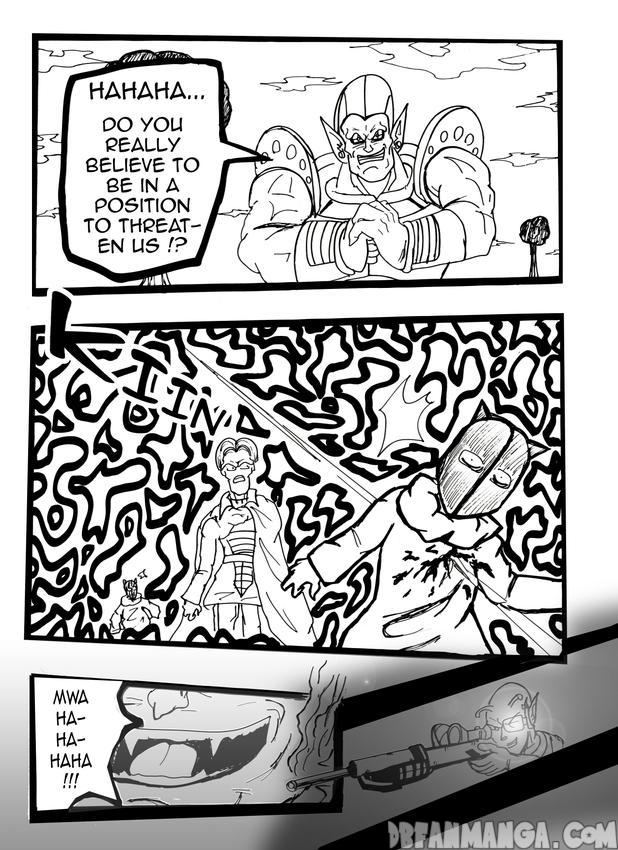 HAHAHA...
DO YOU
REALLY
BELIEVE TO
BE IN A
POSITION
TO THREAT-
EN US !?
KIIIN
MWA
HA-
HA-
HAHA
!!!
DBFANMANGA.COM